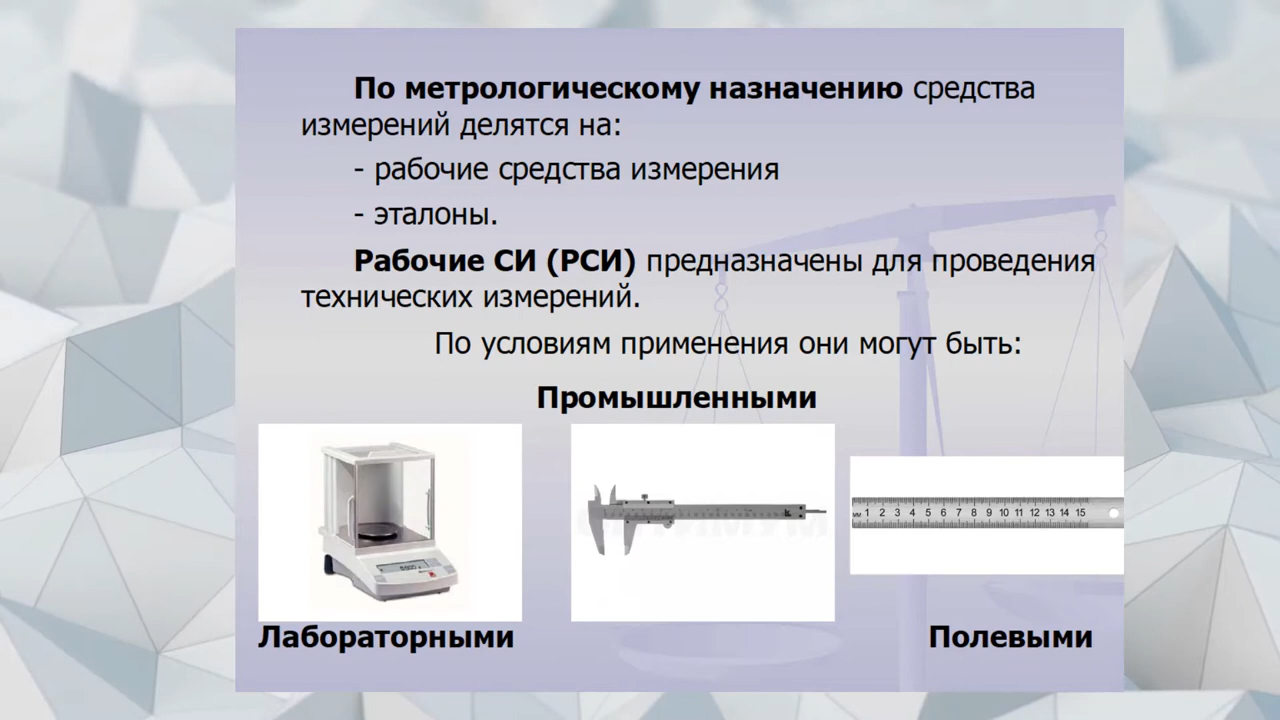 По метрологическому назначению средства
измерений делятся на:
- рабочие средства измерения
- эталоны.
Рабочие СИ (РСИ) предназначены для проведения
технических измерений.
По условиям применения они могут быть:
Промышленными
мм 1 2 3 4 5 6 7 8 9 10 11 12 13 14 15
Лабораторными
Полевыми